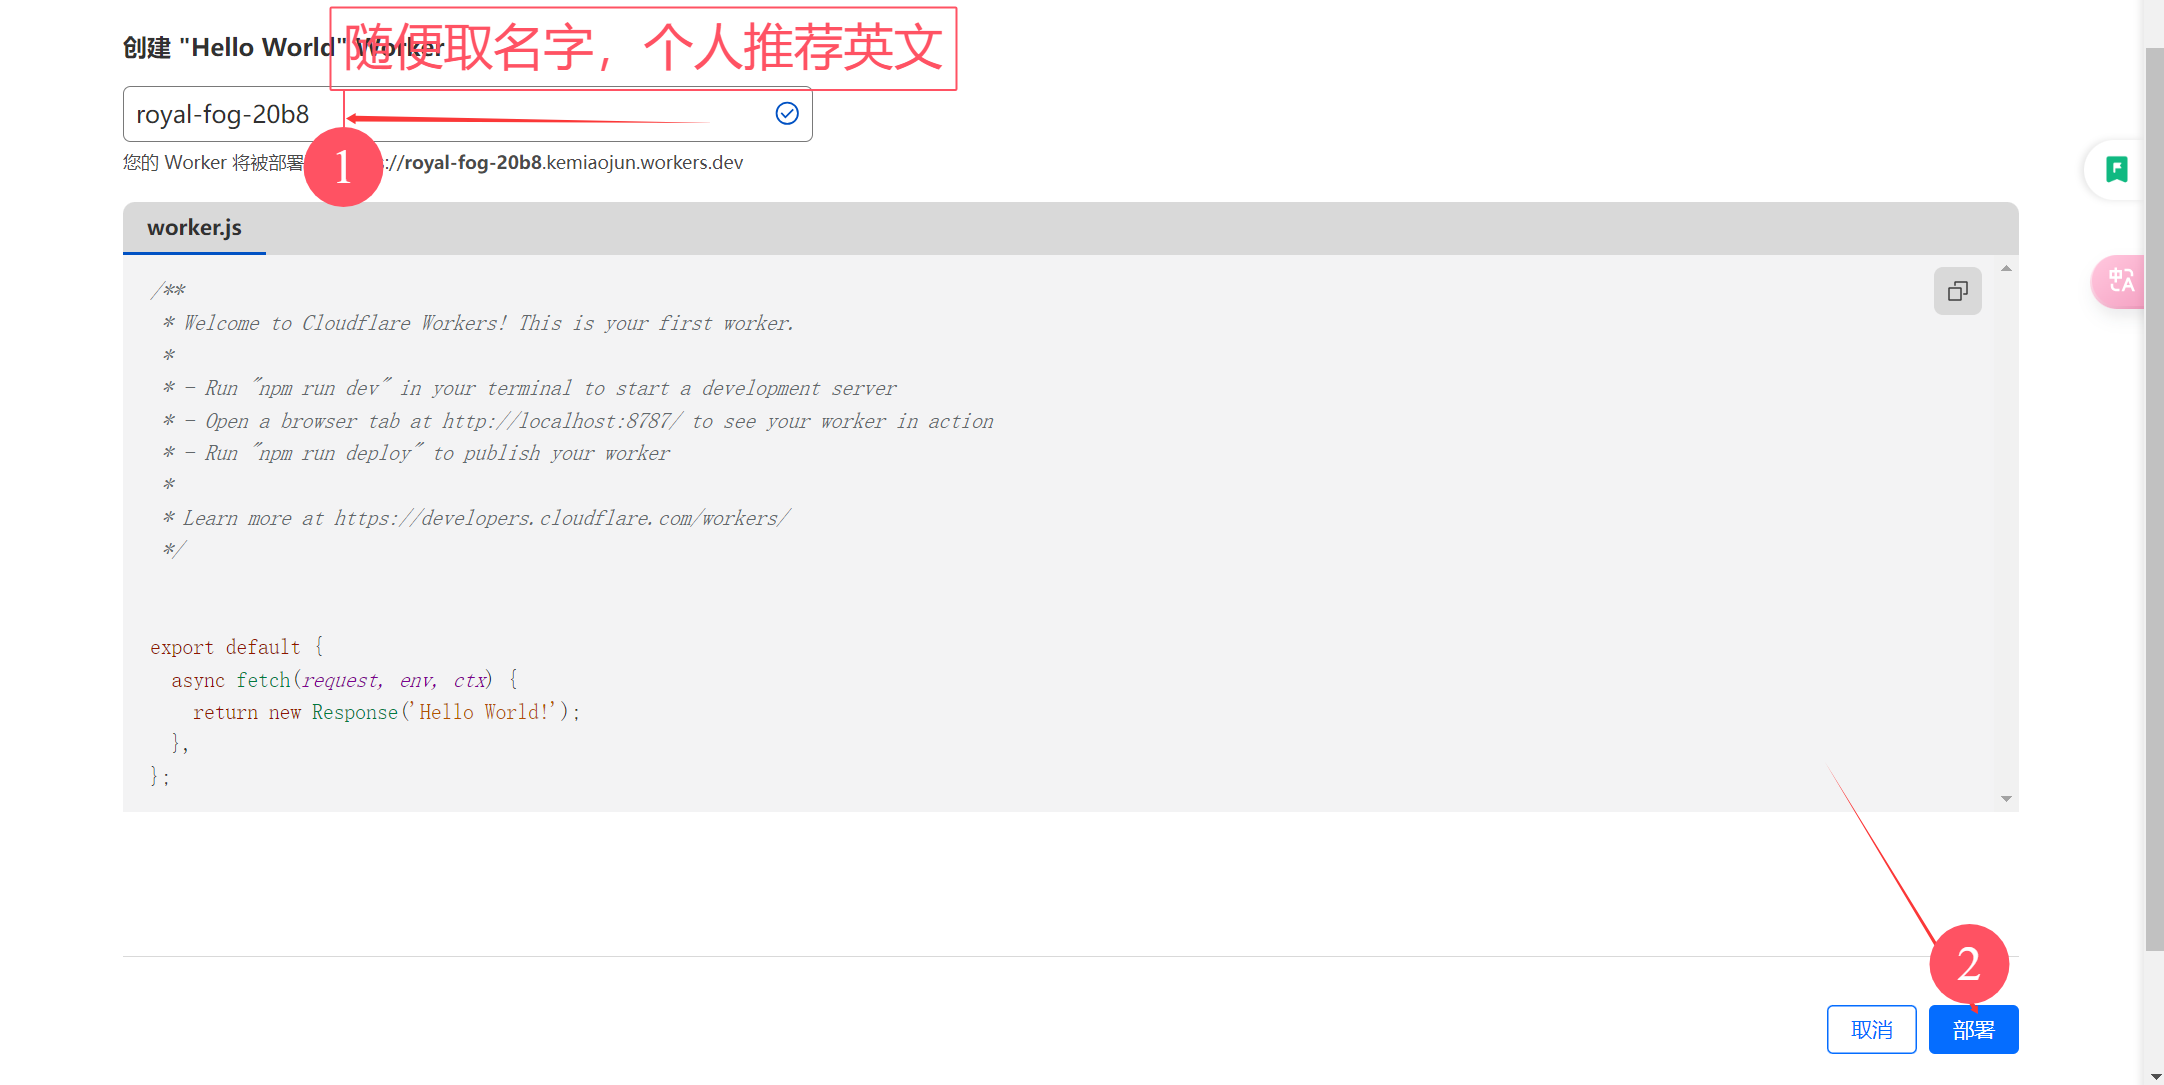 创建 "Hello World" Worker
随便取名字，个人推荐英文
royal-fog-20b8
1
您的 Worker 将被部署 ://royal-fog-20b8.kemiaojun.workers.dev
worker.js
/**
 * Welcome to Cloudflare Workers! This is your first worker.
 *
 * - Run "npm run dev" in your terminal to start a development server
 * - Open a browser tab at http://localhost:8787/ to see your worker in action
 * - Run "npm run deploy" to publish your worker
 *
 * Learn more at https://developers.cloudflare.com/workers/
 */
export default {
  async fetch(request, env, ctx) {
    return new Response('Hello World!');
  },
};
中A
2
取消
部署